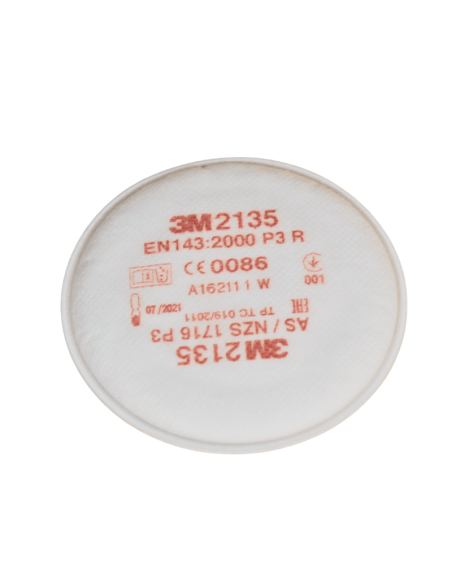 3M 2135
EN143:2000 P3 R
CE 0086
001
A16211 I W
07/2021
TP TC 019/2011
EAC
AS / NZS 1716 P3
3M 2135